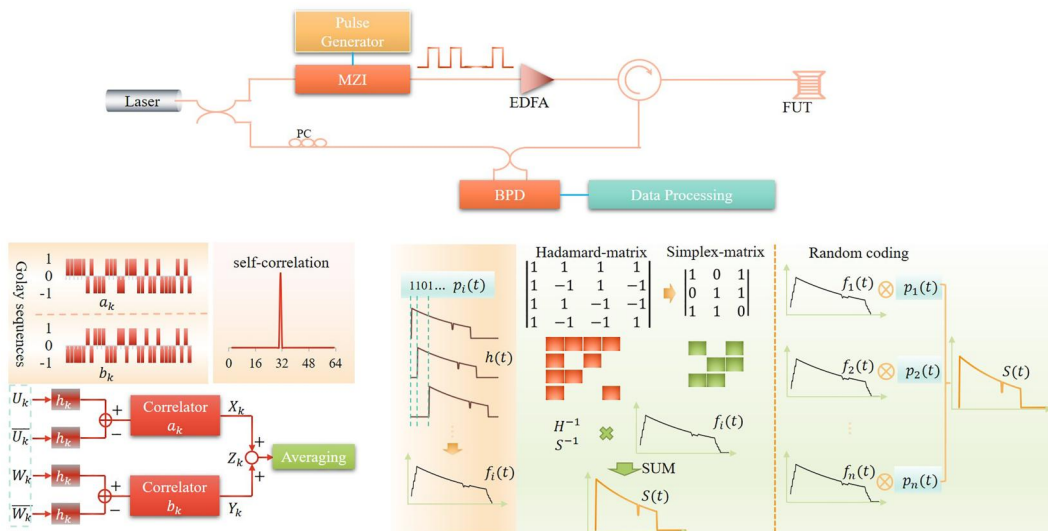 Pulse
Generator
MZI
Laser
EDFA
FUT
PC
BPD
Data Processing
Golay sequences
1
0
-1
a_k
1
0
-1
b_k
self-correlation
0 16 32 48 64
U_k
h_k
+
−
Correlator
a_k
X_k
U̅_k
h_k
+
Z_k
Averaging
W_k
h_k
+
−
Correlator
b_k
+
Y_k
W̅_k
h_k
1101... p_i(t)
h(t)
...
f_i(t)
Hadamard-matrix
1 1 1 1
1 -1 1 -1
1 1 -1 -1
1 -1 -1 1
Simplex-matrix
1 0 1
0 1 1
1 1 0
H^-1
S^-1
f_i(t)
SUM
S(t)
Random coding
f_1(t) ⊗ p_1(t)
f_2(t) ⊗ p_2(t)
S(t)
...
f_n(t) ⊗ p_n(t)